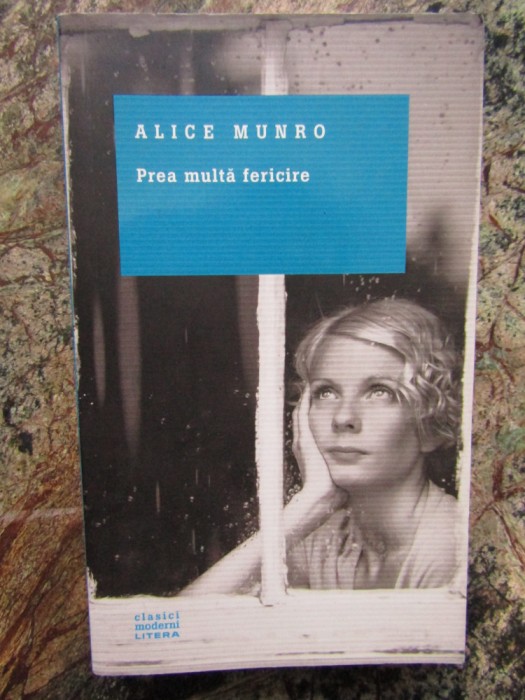 ALICE MUNRO
Prea multă fericire
clasici
moderni
LITERA